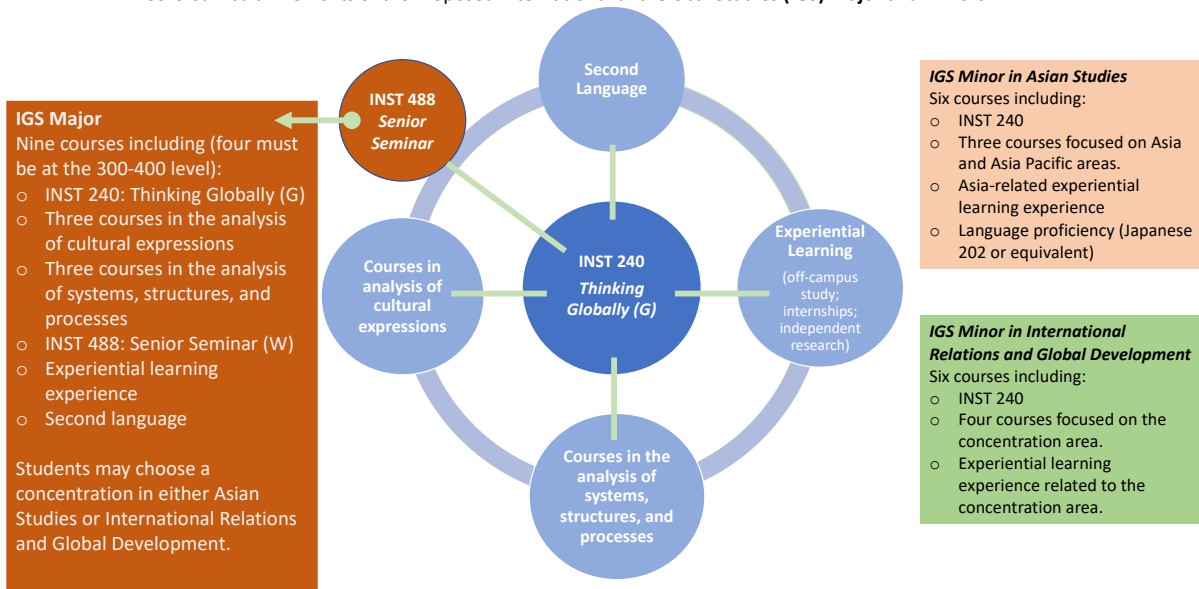 INST 488
Senior
Seminar
Second
Language
IGS Major
Nine courses including (four must
be at the 300-400 level):
o INST 240: Thinking Globally (G)
o Three courses in the analysis
of cultural expressions
o Three courses in the analysis
of systems, structures, and
processes
o INST 488: Senior Seminar (W)
o Experiential learning
experience
o Second language
Students may choose a
concentration in either Asian
Studies or International Relations
and Global Development.
Courses in
analysis of
cultural
expressions
INST 240
Thinking
Globally (G)
Experiential
Learning
(off-campus
study;
internships;
independent
research)
Courses in the
analysis of
systems,
structures, and
processes
IGS Minor in Asian Studies
Six courses including:
o INST 240
o Three courses focused on Asia
and Asia Pacific areas.
o Asia-related experiential
learning experience
o Language proficiency (Japanese
202 or equivalent)
IGS Minor in International
Relations and Global Development
Six courses including:
o INST 240
o Four courses focused on the
concentration area.
o Experiential learning
experience related to the
concentration area.